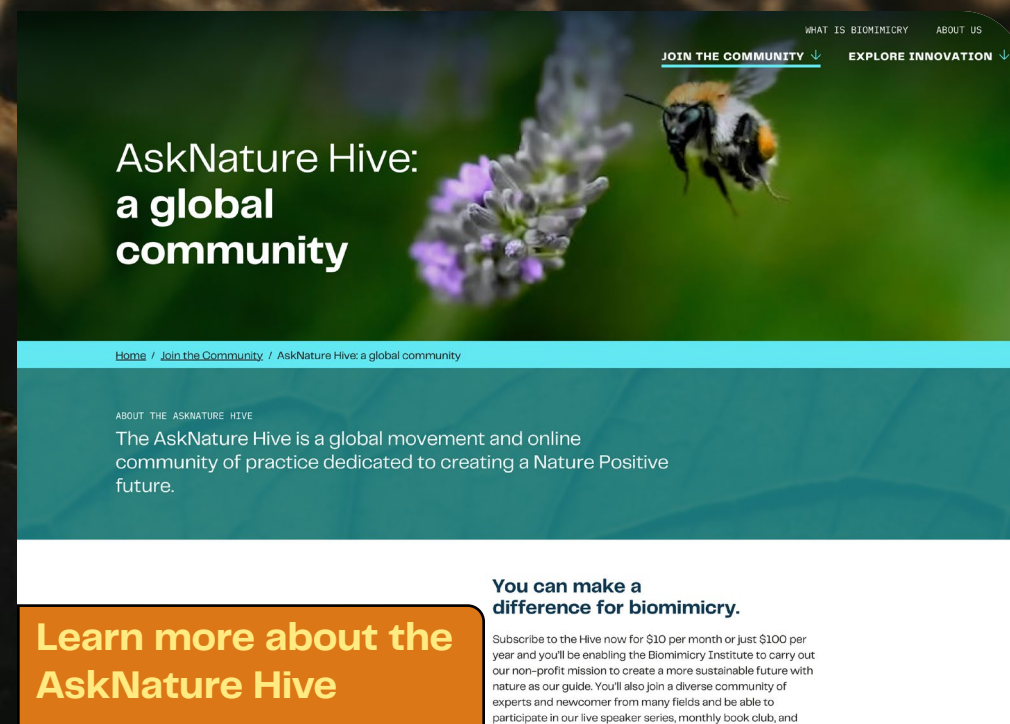 WHAT IS BIOMIMICRY ABOUT US
JOIN THE COMMUNITY ↓ EXPLORE INNOVATION ↓
AskNature Hive:
a global
community
Home / Join the Community / AskNature Hive: a global community
ABOUT THE ASKNATURE HIVE
The AskNature Hive is a global movement and online
community of practice dedicated to creating a Nature Positive
future.
You can make a
difference for biomimicry.
Subscribe to the Hive now for $10 per month or just $100 per
year and you'll be enabling the Biomimicry Institute to carry out
our non-profit mission to create a more sustainable future with
nature as our guide. You'll also join a diverse community of
experts and newcomer from many fields and be able to
participate in our live speaker series, monthly book club, and
Learn more about the
AskNature Hive